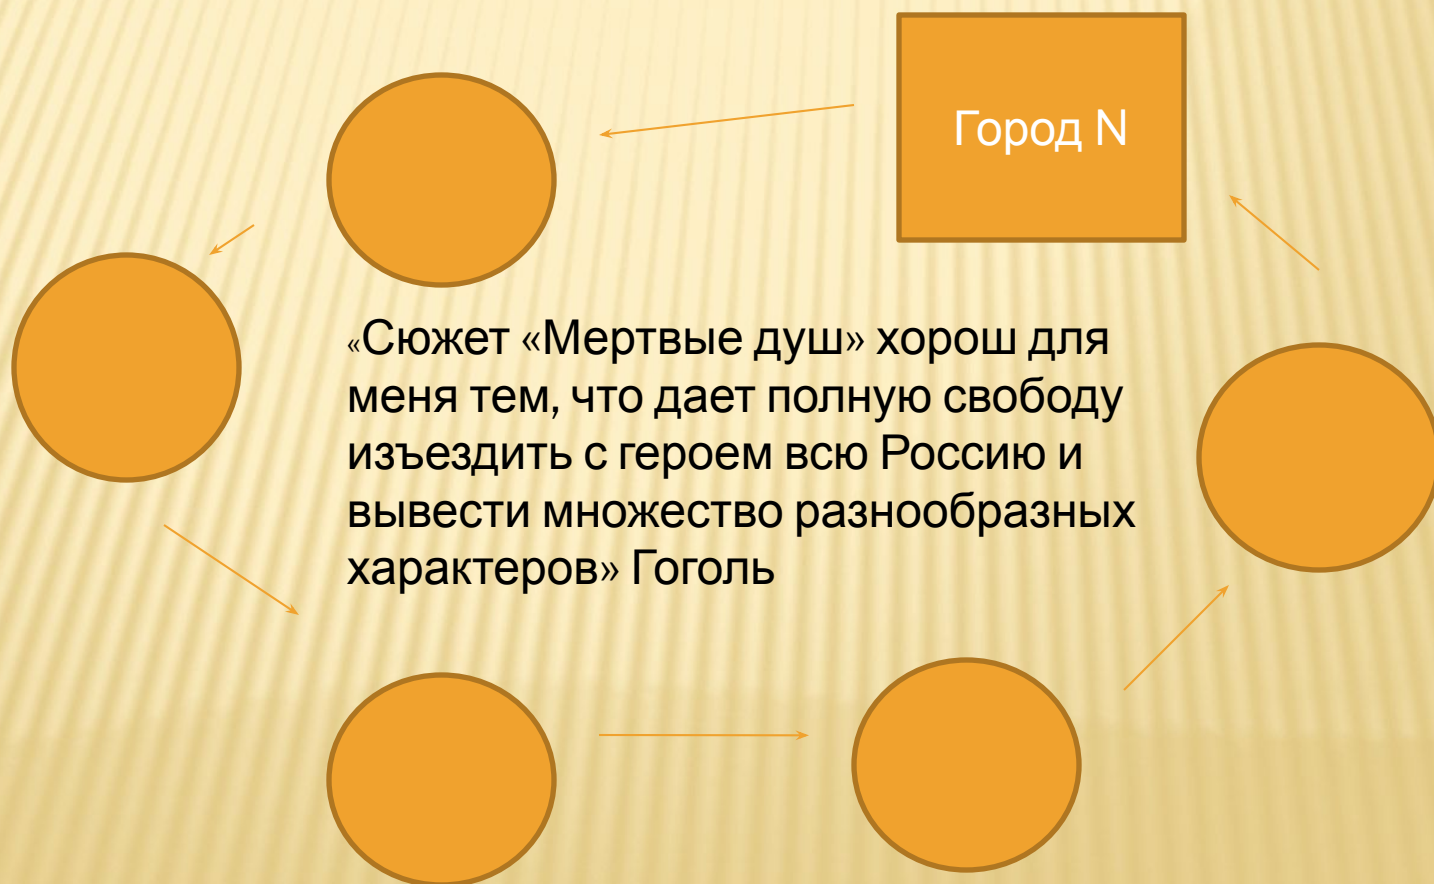 Город N
«Сюжет «Мертвые душ» хорош для
меня тем, что дает полную свободу
изъездить с героем всю Россию и
вывести множество разнообразных
характеров» Гоголь